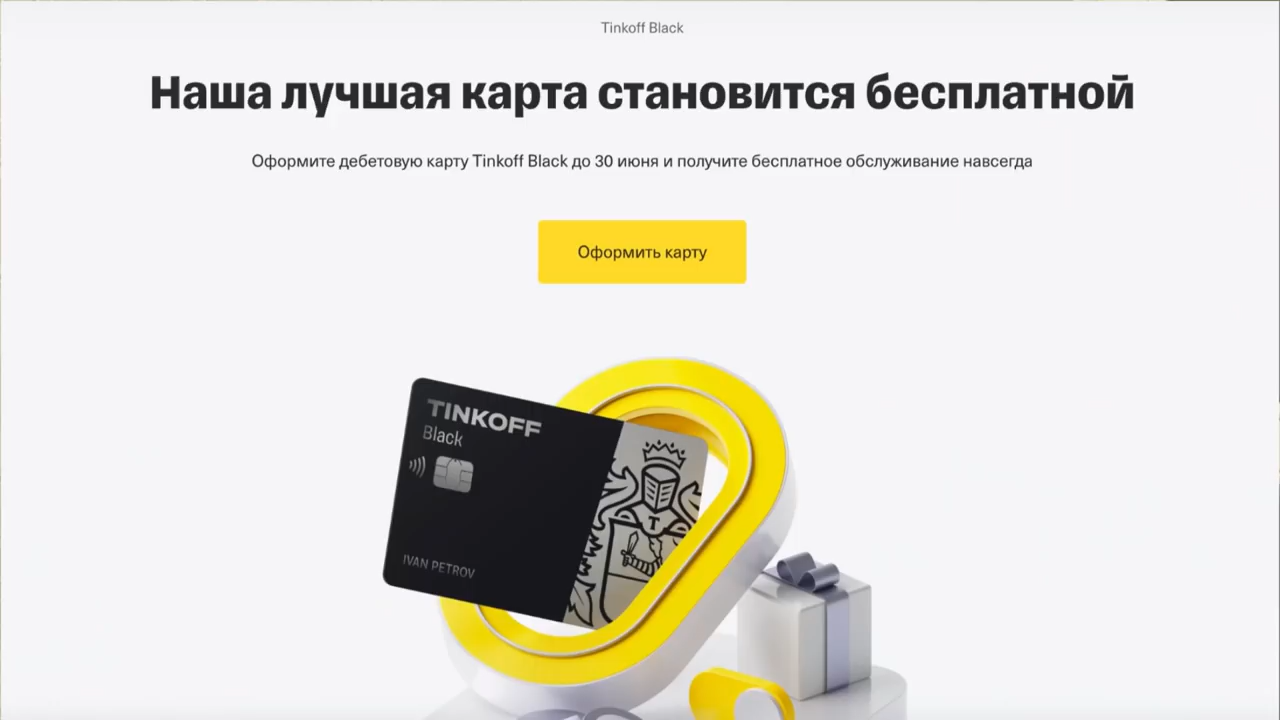 Tinkoff Black
Наша лучшая карта становится бесплатной
Оформите дебетовую карту Tinkoff Black до 30 июня и получите бесплатное обслуживание навсегда
Оформить карту
TINKOFF
Black
T
IVAN PETROV